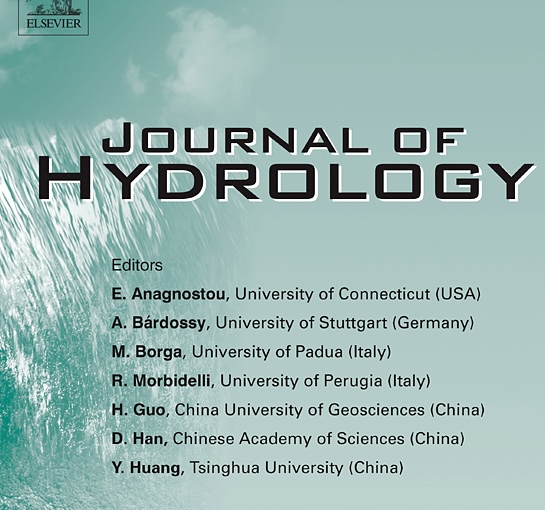 ELSEVIER
JOURNAL OF
HYDROLOGY
Editors
E. Anagnostou, University of Connecticut (USA)
A. Bárdossy, University of Stuttgart (Germany)
M. Borga, University of Padua (Italy)
R. Morbidelli, University of Perugia (Italy)
H. Guo, China University of Geosciences (China)
D. Han, Chinese Academy of Sciences (China)
Y. Huang, Tsinghua University (China)